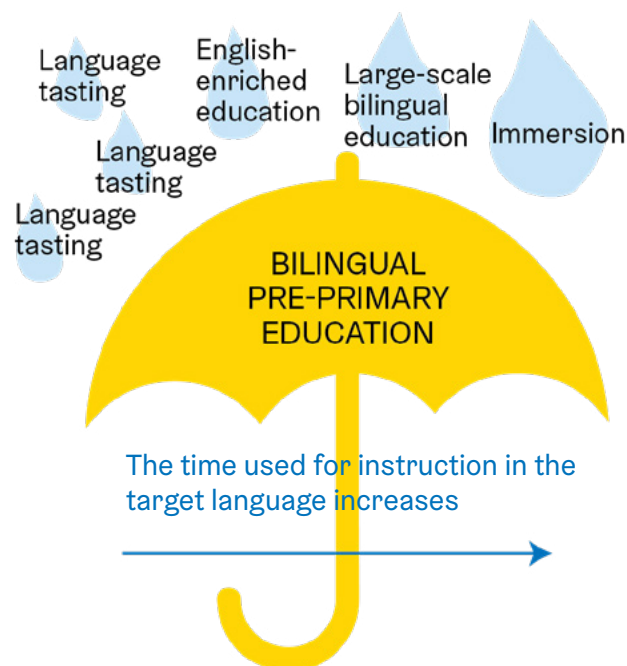 Language
tasting
English-
enriched
education
Large-scale
bilingual
education
Immersion
Language
tasting
Language
tasting
BILINGUAL
PRE-PRIMARY
EDUCATION
The time used for instruction in the
target language increases